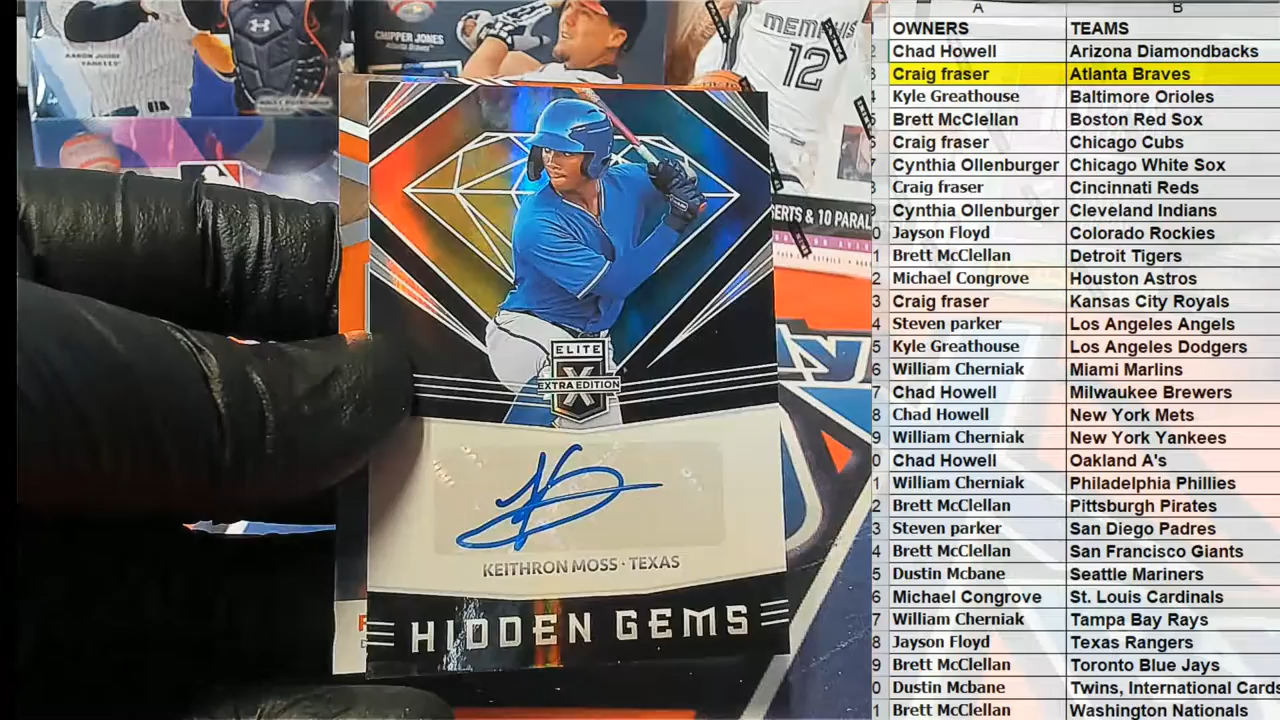 AARON JUDGE
YANKEES
CHIPPER JONES
Atlanta Braves
MEMPHIS
12
SERTS & 10 PARAL
ELITE
X
EXTRA EDITION
KEITHRON MOSS · TEXAS
HIDDEN GEMS
A B
OWNERS TEAMS
Chad Howell Arizona Diamondbacks
Craig fraser Atlanta Braves
Kyle Greathouse Baltimore Orioles
Brett McClellan Boston Red Sox
Craig fraser Chicago Cubs
Cynthia Ollenburger Chicago White Sox
Craig fraser Cincinnati Reds
Cynthia Ollenburger Cleveland Indians
Jayson Floyd Colorado Rockies
Brett McClellan Detroit Tigers
Michael Congrove Houston Astros
Craig fraser Kansas City Royals
Steven parker Los Angeles Angels
Kyle Greathouse Los Angeles Dodgers
William Cherniak Miami Marlins
Chad Howell Milwaukee Brewers
Chad Howell New York Mets
William Cherniak New York Yankees
Chad Howell Oakland A's
William Cherniak Philadelphia Phillies
Brett McClellan Pittsburgh Pirates
Steven parker San Diego Padres
Brett McClellan San Francisco Giants
Dustin Mcbane Seattle Mariners
Michael Congrove St. Louis Cardinals
William Cherniak Tampa Bay Rays
Jayson Floyd Texas Rangers
Brett McClellan Toronto Blue Jays
Dustin Mcbane Twins, International Cards
Brett McClellan Washington Nationals